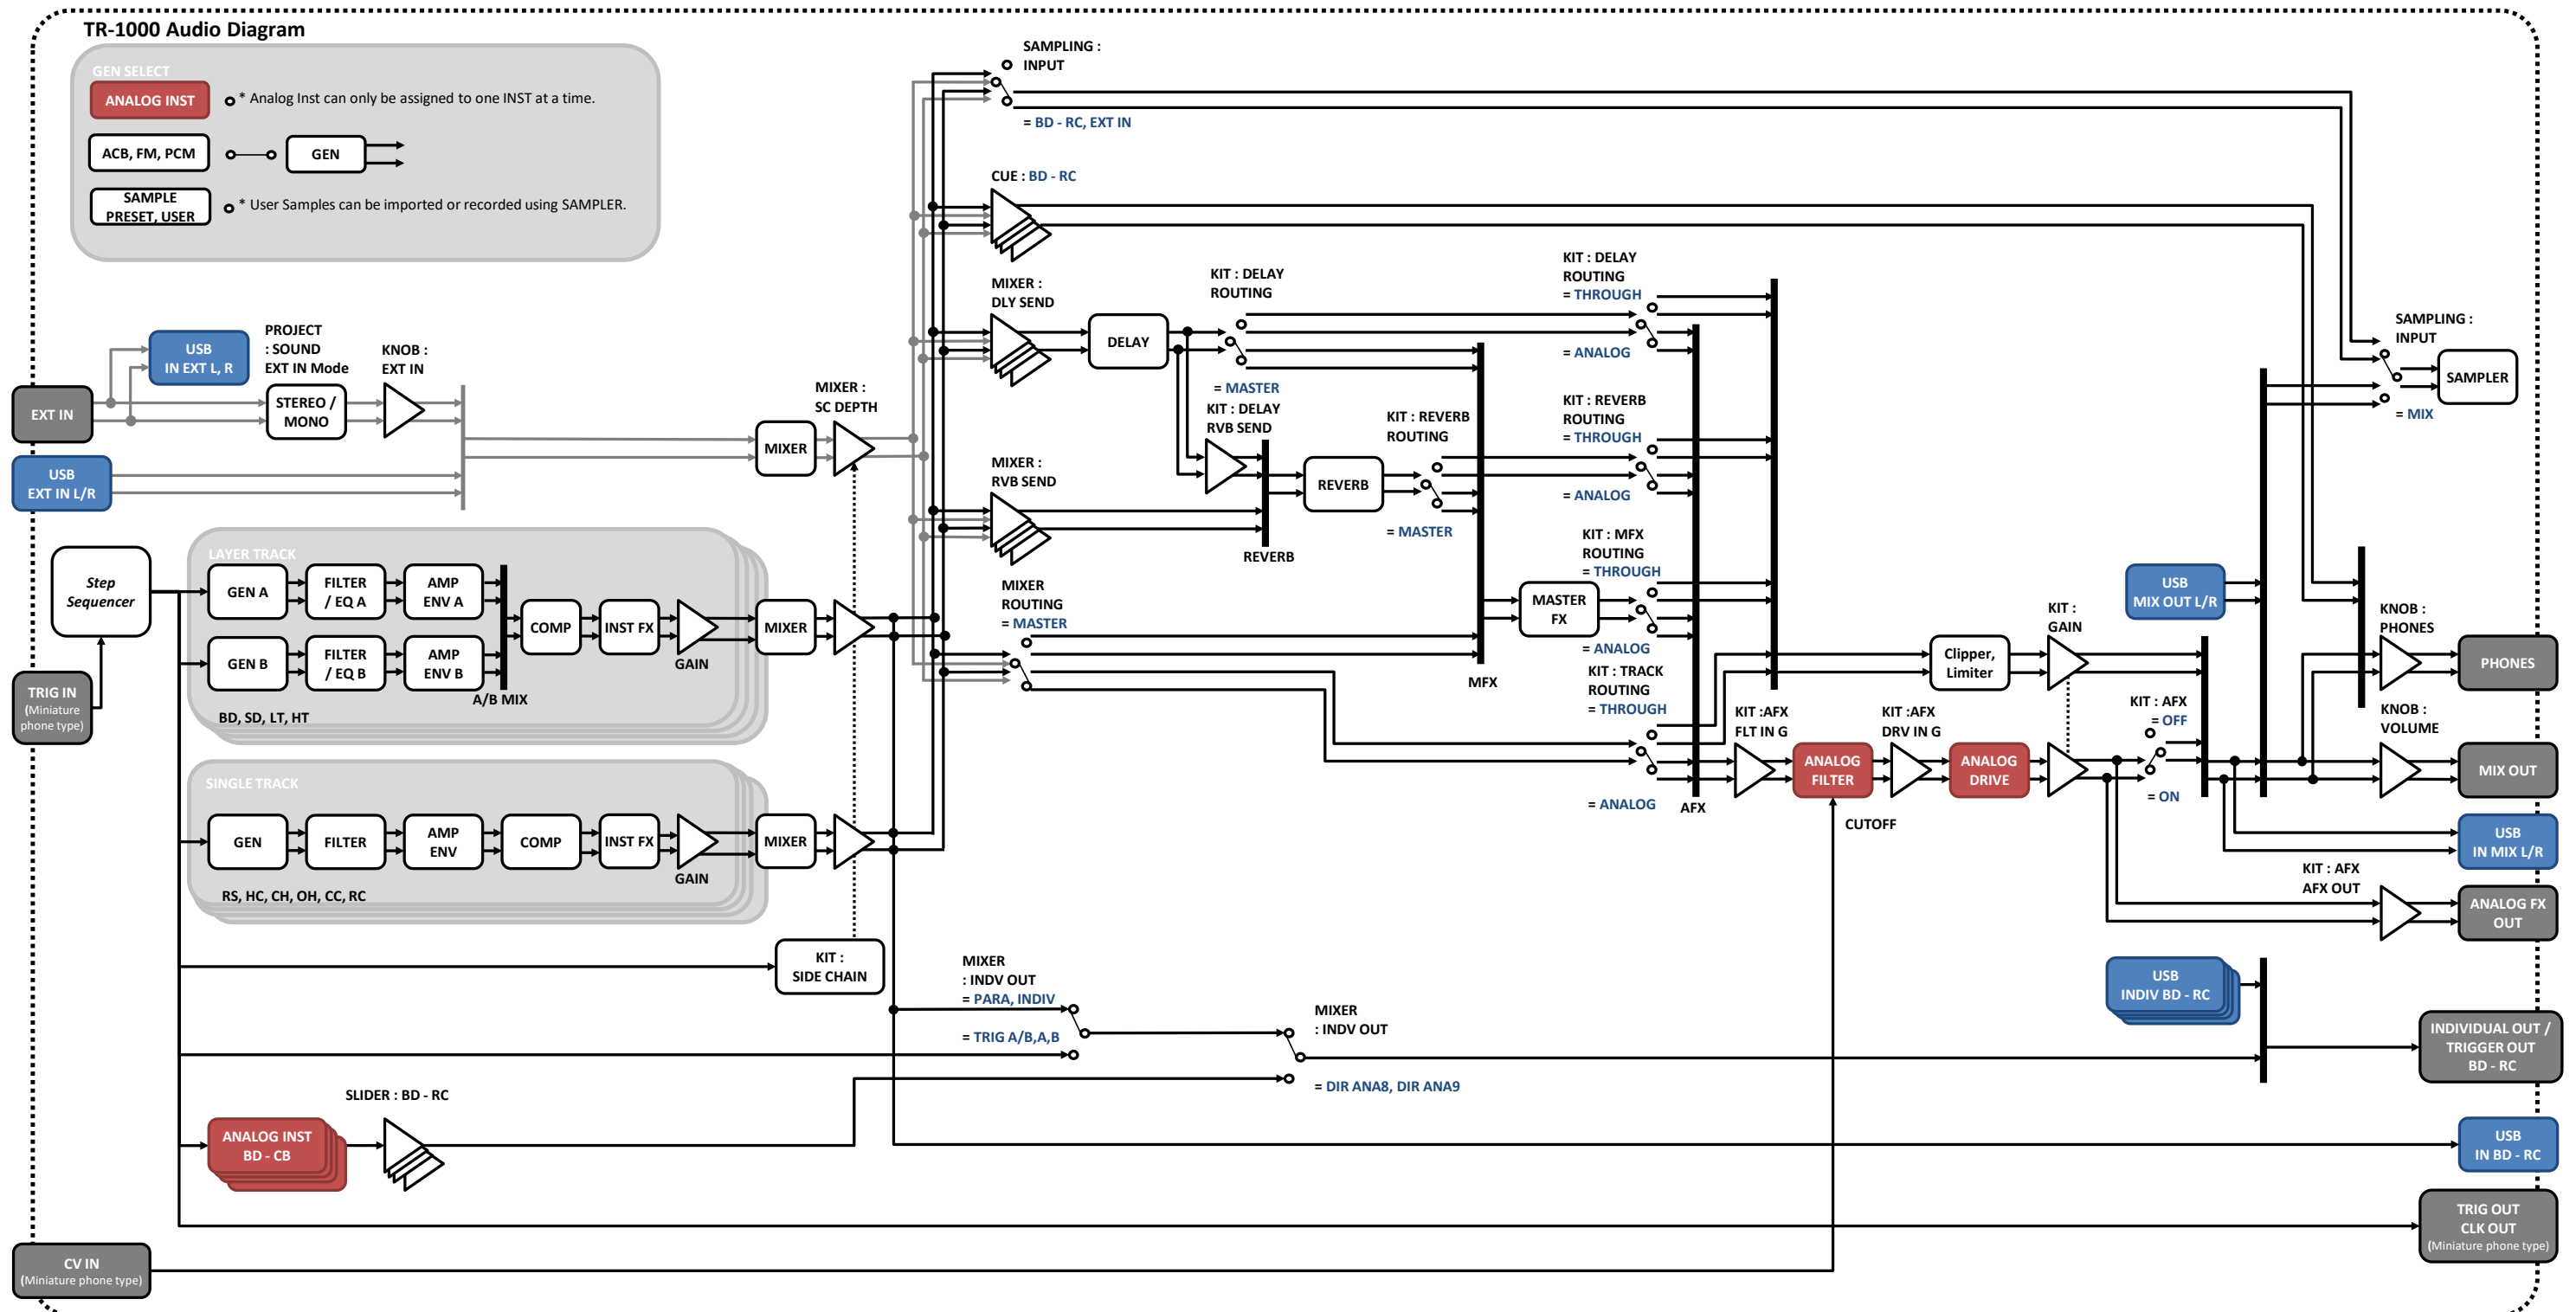 TR-1000 Audio Diagram
GEN SELECT
ANALOG INST
* Analog Inst can only be assigned to one INST at a time.
ACB, FM, PCM
GEN
SAMPLE
PRESET, USER
* User Samples can be imported or recorded using SAMPLER.
SAMPLING :
INPUT
= BD - RC, EXT IN
CUE : BD - RC
MIXER :
DLY SEND
DELAY
KIT : DELAY
ROUTING
= MASTER
KIT : DELAY
RVB SEND
KIT : DELAY
ROUTING
= THROUGH
= ANALOG
USB
IN EXT L, R
PROJECT
: SOUND
EXT IN Mode
KNOB :
EXT IN
EXT IN
STEREO /
MONO
USB
EXT IN L/R
MIXER :
SC DEPTH
MIXER
MIXER :
RVB SEND
REVERB
REVERB
KIT : REVERB
ROUTING
= MASTER
KIT : REVERB
ROUTING
= THROUGH
= ANALOG
SAMPLING :
INPUT
SAMPLER
= MIX
Step
Sequencer
TRIG IN
(Miniature
phone type)
LAYER TRACK
GEN A
FILTER
/ EQ A
AMP
ENV A
GEN B
FILTER
/ EQ B
AMP
ENV B
A/B MIX
COMP
INST FX
GAIN
MIXER
BD, SD, LT, HT
MIXER
ROUTING
= MASTER
MFX
KIT : MFX
ROUTING
= THROUGH
MASTER
FX
= ANALOG
KIT : TRACK
ROUTING
= THROUGH
= ANALOG
AFX
KIT :AFX
FLT IN G
ANALOG
FILTER
CUTOFF
KIT :AFX
DRV IN G
ANALOG
DRIVE
Clipper,
Limiter
KIT :
GAIN
USB
MIX OUT L/R
KIT : AFX
= OFF
= ON
KNOB :
PHONES
PHONES
KNOB :
VOLUME
MIX OUT
USB
IN MIX L/R
KIT : AFX
AFX OUT
ANALOG FX
OUT
SINGLE TRACK
GEN
FILTER
AMP
ENV
COMP
INST FX
GAIN
MIXER
RS, HC, CH, OH, CC, RC
KIT :
SIDE CHAIN
MIXER
: INDV OUT
= PARA, INDIV
= TRIG A/B,A,B
MIXER
: INDV OUT
= DIR ANA8, DIR ANA9
USB
INDIV BD - RC
INDIVIDUAL OUT /
TRIGGER OUT
BD - RC
SLIDER : BD - RC
ANALOG INST
BD - CB
USB
IN BD - RC
TRIG OUT
CLK OUT
(Miniature phone type)
CV IN
(Miniature phone type)